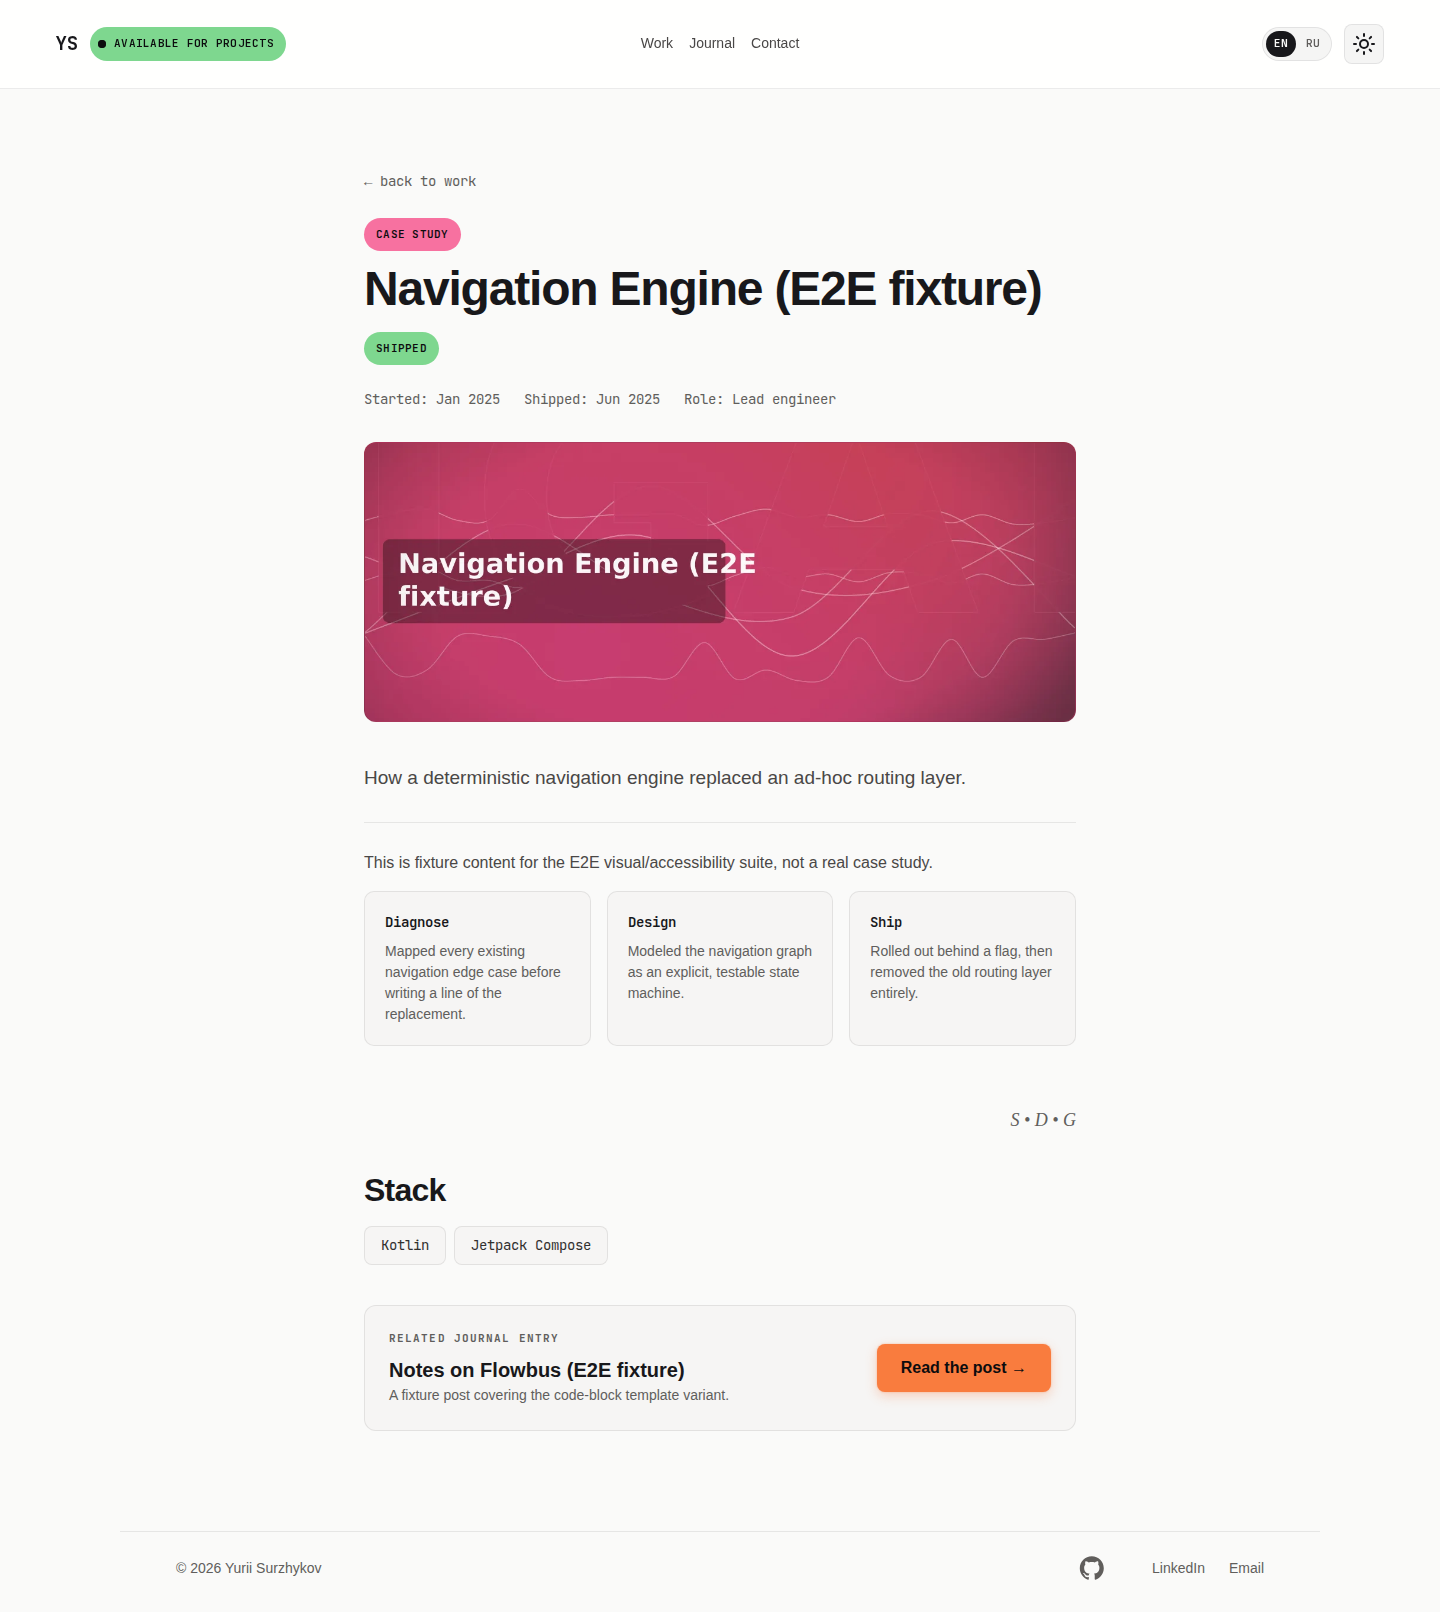 YS
AVAILABLE FOR PROJECTS
Work Journal Contact
EN RU
← back to work
CASE STUDY
Navigation Engine (E2E fixture)
SHIPPED
Started: Jan 2025 Shipped: Jun 2025 Role: Lead engineer
Navigation Engine (E2E
fixture)
How a deterministic navigation engine replaced an ad-hoc routing layer.
This is fixture content for the E2E visual/accessibility suite, not a real case study.
Diagnose
Mapped every existing
navigation edge case before
writing a line of the
replacement.
Design
Modeled the navigation graph
as an explicit, testable state
machine.
Ship
Rolled out behind a flag, then
removed the old routing layer
entirely.
S • D • G
Stack
Kotlin
Jetpack Compose
RELATED JOURNAL ENTRY
Notes on Flowbus (E2E fixture)
A fixture post covering the code-block template variant.
Read the post →
© 2026 Yurii Surzhykov
LinkedIn Email